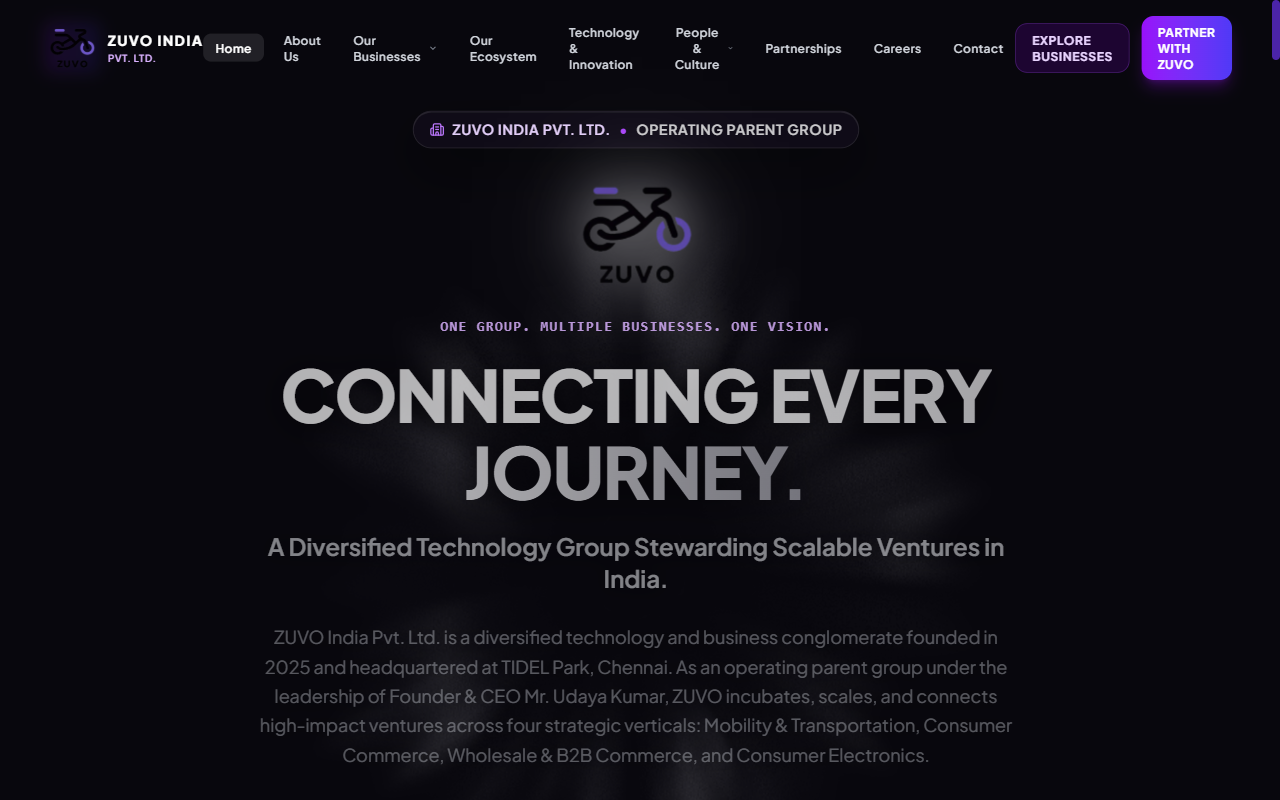 ZUVO
ZUVO INDIA
PVT. LTD.
Home
About
Us
Our
Businesses
Our
Ecosystem
Technology
&
Innovation
People
&
Culture
Partnerships
Careers
Contact
EXPLORE
BUSINESSES
PARTNER
WITH
ZUVO
ZUVO INDIA PVT. LTD. • OPERATING PARENT GROUP
ZUVO
ONE GROUP. MULTIPLE BUSINESSES. ONE VISION.
CONNECTING EVERY
JOURNEY.
A Diversified Technology Group Stewarding Scalable Ventures in
India.
ZUVO India Pvt. Ltd. is a diversified technology and business conglomerate founded in
2025 and headquartered at TIDEL Park, Chennai. As an operating parent group under the
leadership of Founder & CEO Mr. Udaya Kumar, ZUVO incubates, scales, and connects
high-impact ventures across four strategic verticals: Mobility & Transportation, Consumer
Commerce, Wholesale & B2B Commerce, and Consumer Electronics.